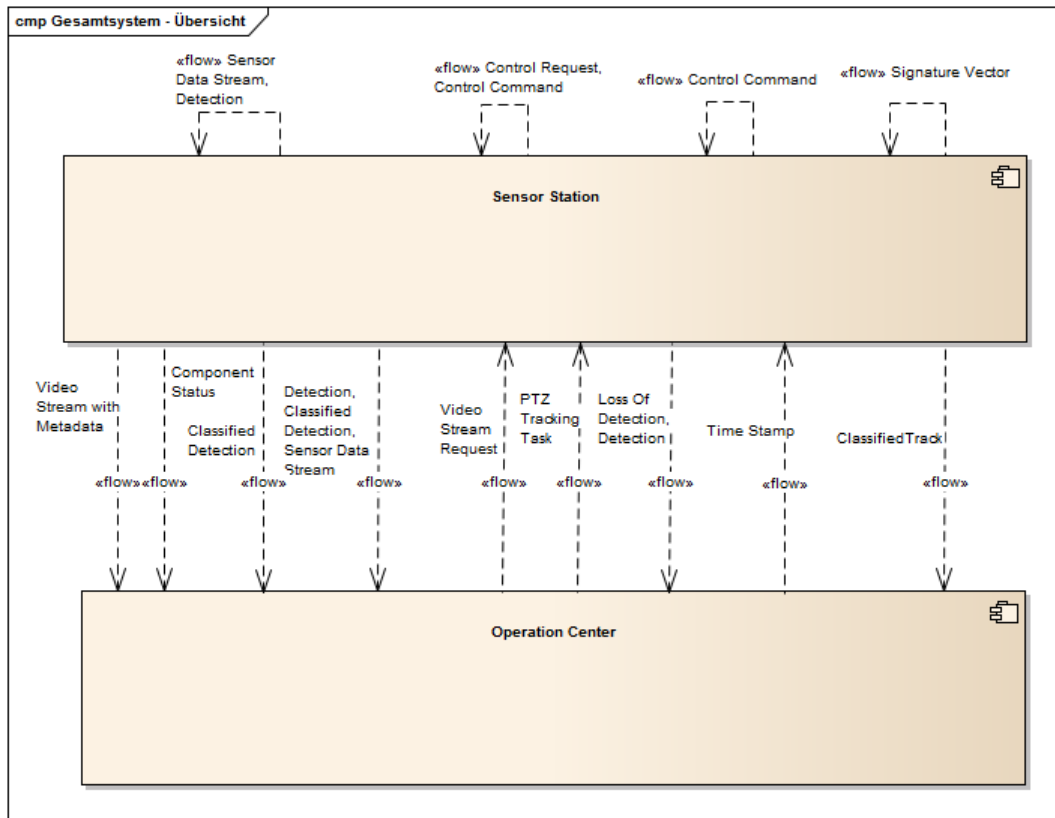 cmp Gesamtsystem - Übersicht
«flow» Sensor
Data Stream,
Detection
«flow» Control Request,
Control Command
«flow» Control Command
«flow» Signature Vector
Sensor Station
Video
Stream with
Metadata
Component
Status
Classified
Detection
Detection,
Classified
Detection,
Sensor Data
Stream
Video
Stream
Request
PTZ
Tracking
Task
Loss Of
Detection,
Detection
Time Stamp
ClassifiedTrack
«flow»
«flow»
«flow»
«flow»
«flow»
«flow»
«flow»
«flow»
«flow»
Operation Center